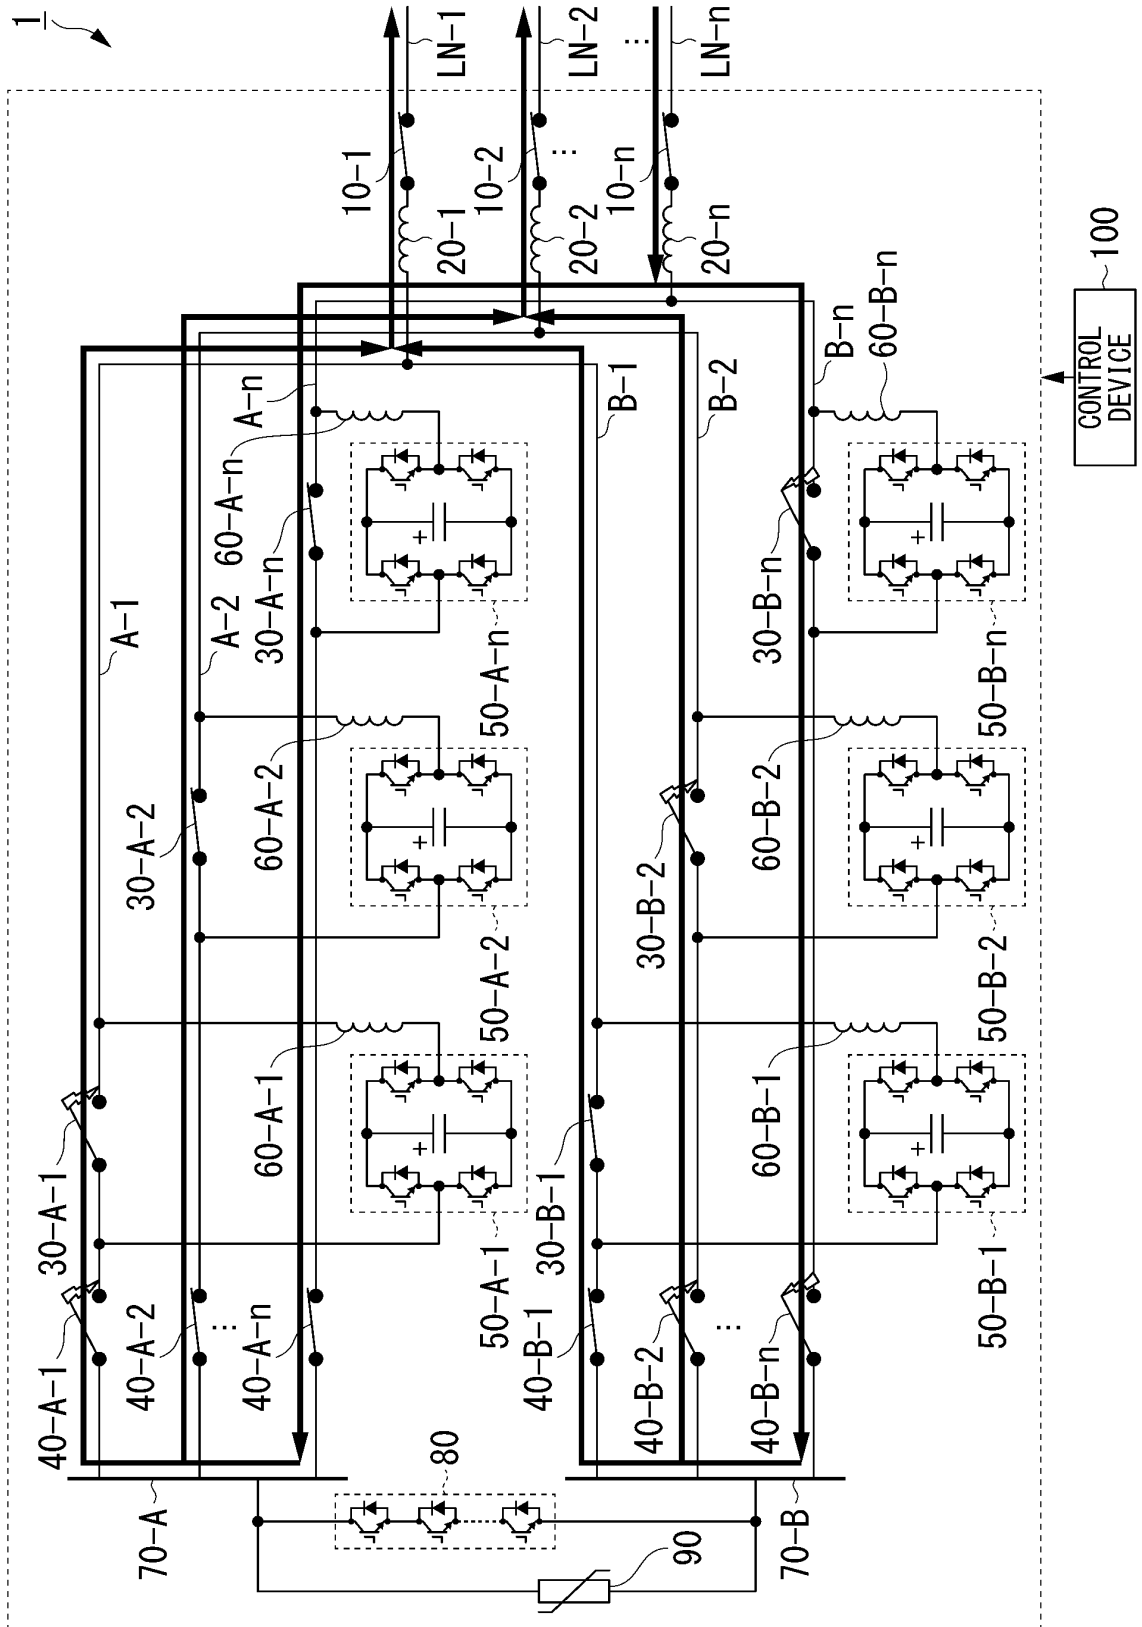 1
LN-1
LN-2
...
LN-n
10-1
10-2
...
10-n
20-1
20-2
20-n
100
CONTROL
DEVICE
A-n
B-1
B-2
B-n
60-B-n
60-A-n
30-A-n
A-1
A-2
50-A-n
30-B-n
50-B-n
30-A-2
60-A-2
50-A-2
30-B-2
60-B-2
50-B-2
30-A-1
60-A-1
50-A-1
30-B-1
60-B-1
50-B-1
+
+
+
+
+
+
40-A-1
40-A-2
...
40-A-n
40-B-1
40-B-2
...
40-B-n
70-A
80
90
70-B